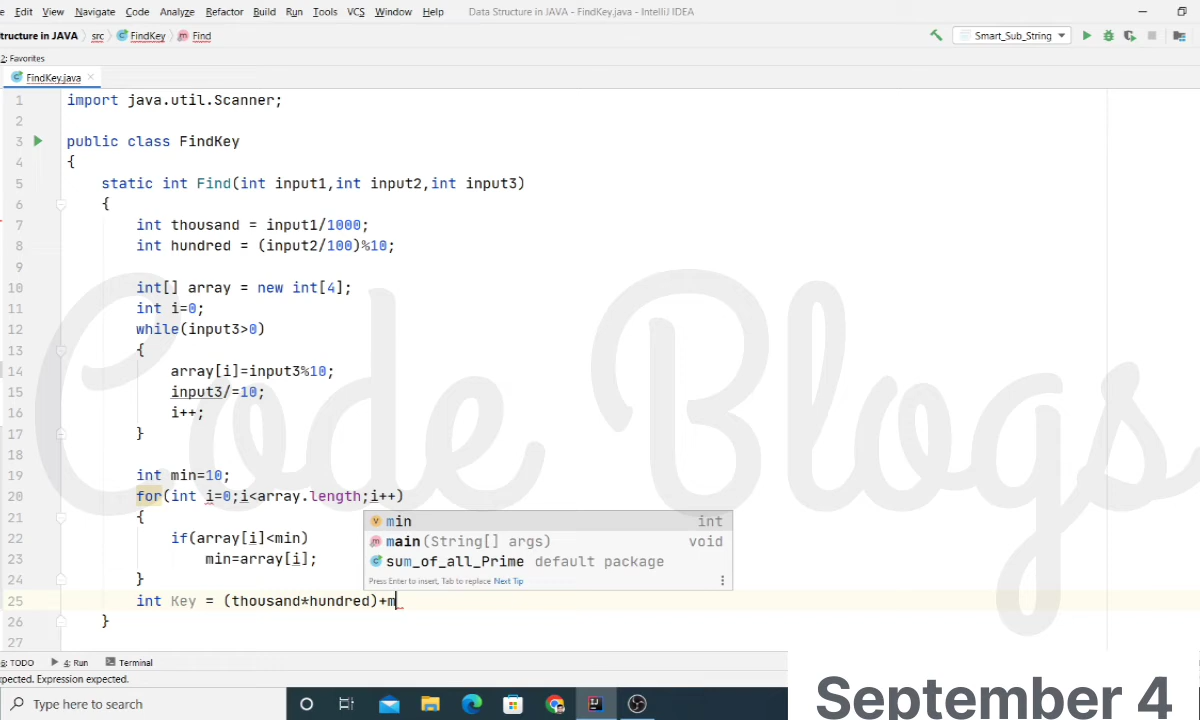 e Edit View Navigate Code Analyze Refactor Build Run Tools VCS Window Help Data Structure in JAVA - FindKey.java - IntelliJ IDEA
tructure in JAVA src FindKey Find Smart_Sub_String
2: Favorites
FindKey.java
1 import java.util.Scanner;
2
3 public class FindKey
4 {
5 static int Find(int input1,int input2,int input3)
6 {
7 int thousand = input1/1000;
8 int hundred = (input2/100)%10;
9
10 int[] array = new int[4];
11 int i=0;
12 while(input3>0)
13 {
14 array[i]=input3%10;
15 input3/=10;
16 i++;
17 }
18
19 int min=10;
20 for(int i=0;i<array.length;i++)
21 {
22 if(array[i]<min)
23 min=array[i];
24 }
25 int Key = (thousand*hundred)+m
26 }
27
min int
main(String[] args) void
sum_of_all_Prime default package
Press Enter to insert, Tab to replace Next Tip
Code Blogs
6: TODO 4: Run Terminal
pected. Expression expected.
Type here to search
September 4